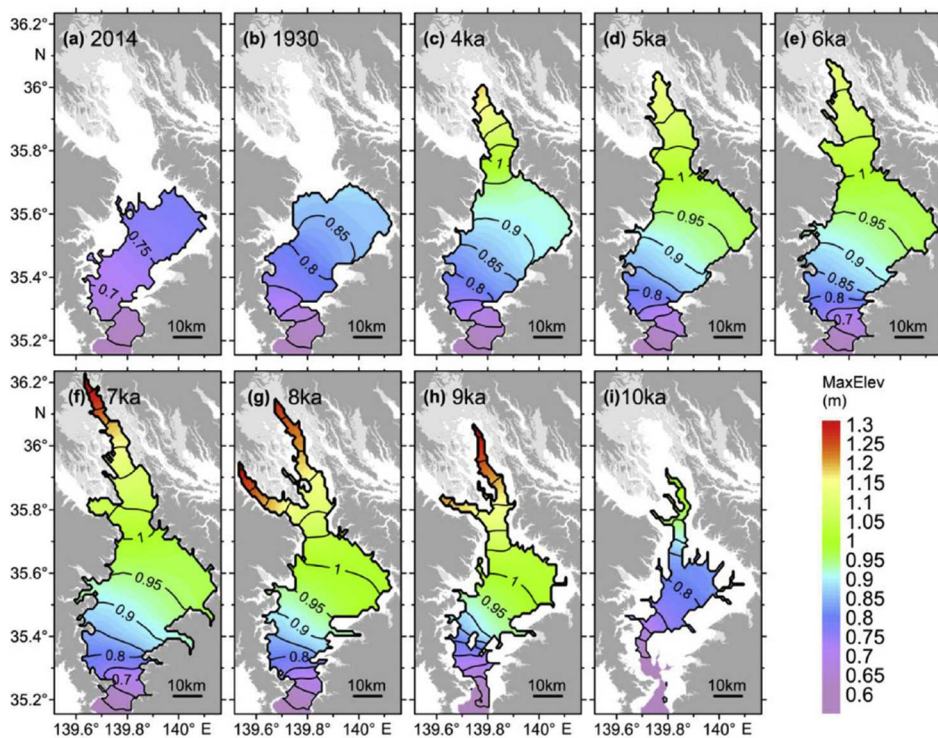 36.2°
N
36°
35.8°
35.6°
35.4°
35.2°
(a) 2014
0.75
0.7
10km
(b) 1930
0.85
0.8
10km
(c) 4ka
1
0.9
0.85
0.8
10km
(d) 5ka
1
0.95
0.9
0.8
10km
(e) 6ka
1
0.95
0.9
0.85
0.8
0.7
10km
36.2°
N
36°
35.8°
35.6°
35.4°
35.2°
(f) 7ka
1
0.95
0.9
0.8
0.7
10km
139.6° 139.8° 140° E
(g) 8ka
1
0.95
0.9
0.8
10km
139.6° 139.8° 140° E
(h) 9ka
1
0.95
10km
139.6° 139.8° 140° E
(i) 10ka
0.8
10km
139.6° 139.8° 140° E
MaxElev
(m)
1.3
1.25
1.2
1.15
1.1
1.05
1
0.95
0.9
0.85
0.8
0.75
0.7
0.65
0.6